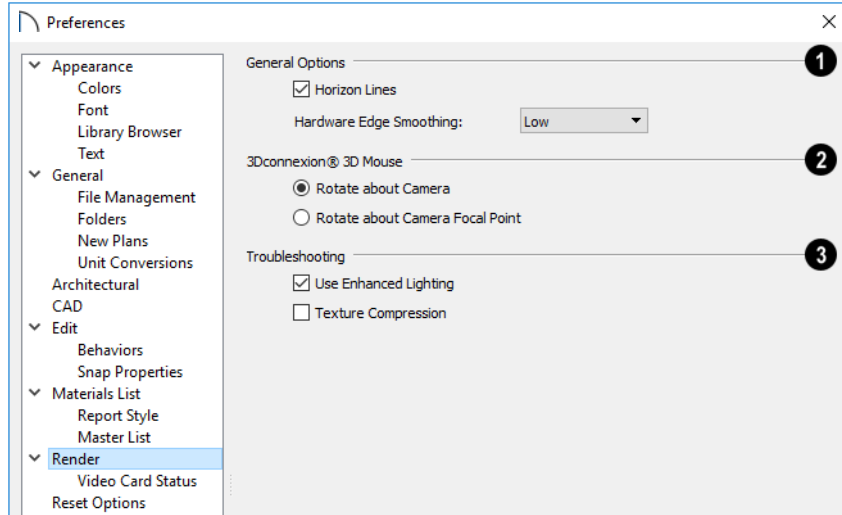 Preferences
Appearance
Colors
Font
Library Browser
Text
General
File Management
Folders
New Plans
Unit Conversions
Architectural
CAD
Edit
Behaviors
Snap Properties
Materials List
Report Style
Master List
Render
Video Card Status
Reset Options
General Options 1
Horizon Lines
Hardware Edge Smoothing: Low
3Dconnexion® 3D Mouse 2
Rotate about Camera
Rotate about Camera Focal Point
Troubleshooting 3
Use Enhanced Lighting
Texture Compression